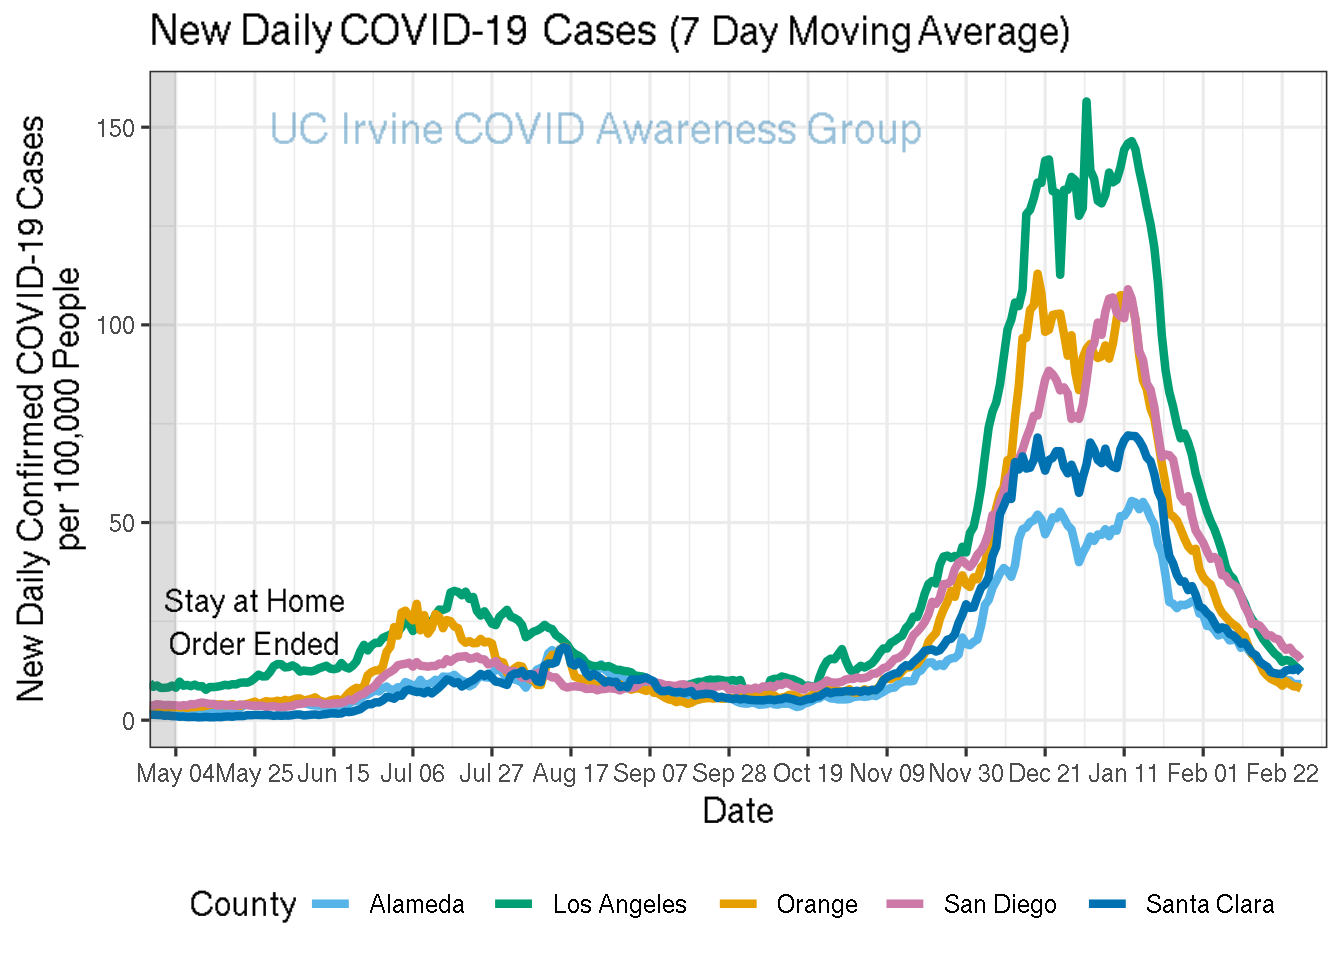 New Daily COVID-19 Cases (7 Day Moving Average)
UC Irvine COVID Awareness Group
New Daily Confirmed COVID-19 Cases
per 100,000 People
150
100
50
0
Stay at Home
Order Ended
May 04 May 25 Jun 15 Jul 06 Jul 27 Aug 17 Sep 07 Sep 28 Oct 19 Nov 09 Nov 30 Dec 21 Jan 11 Feb 01 Feb 22
Date
County Alameda Los Angeles Orange San Diego Santa Clara